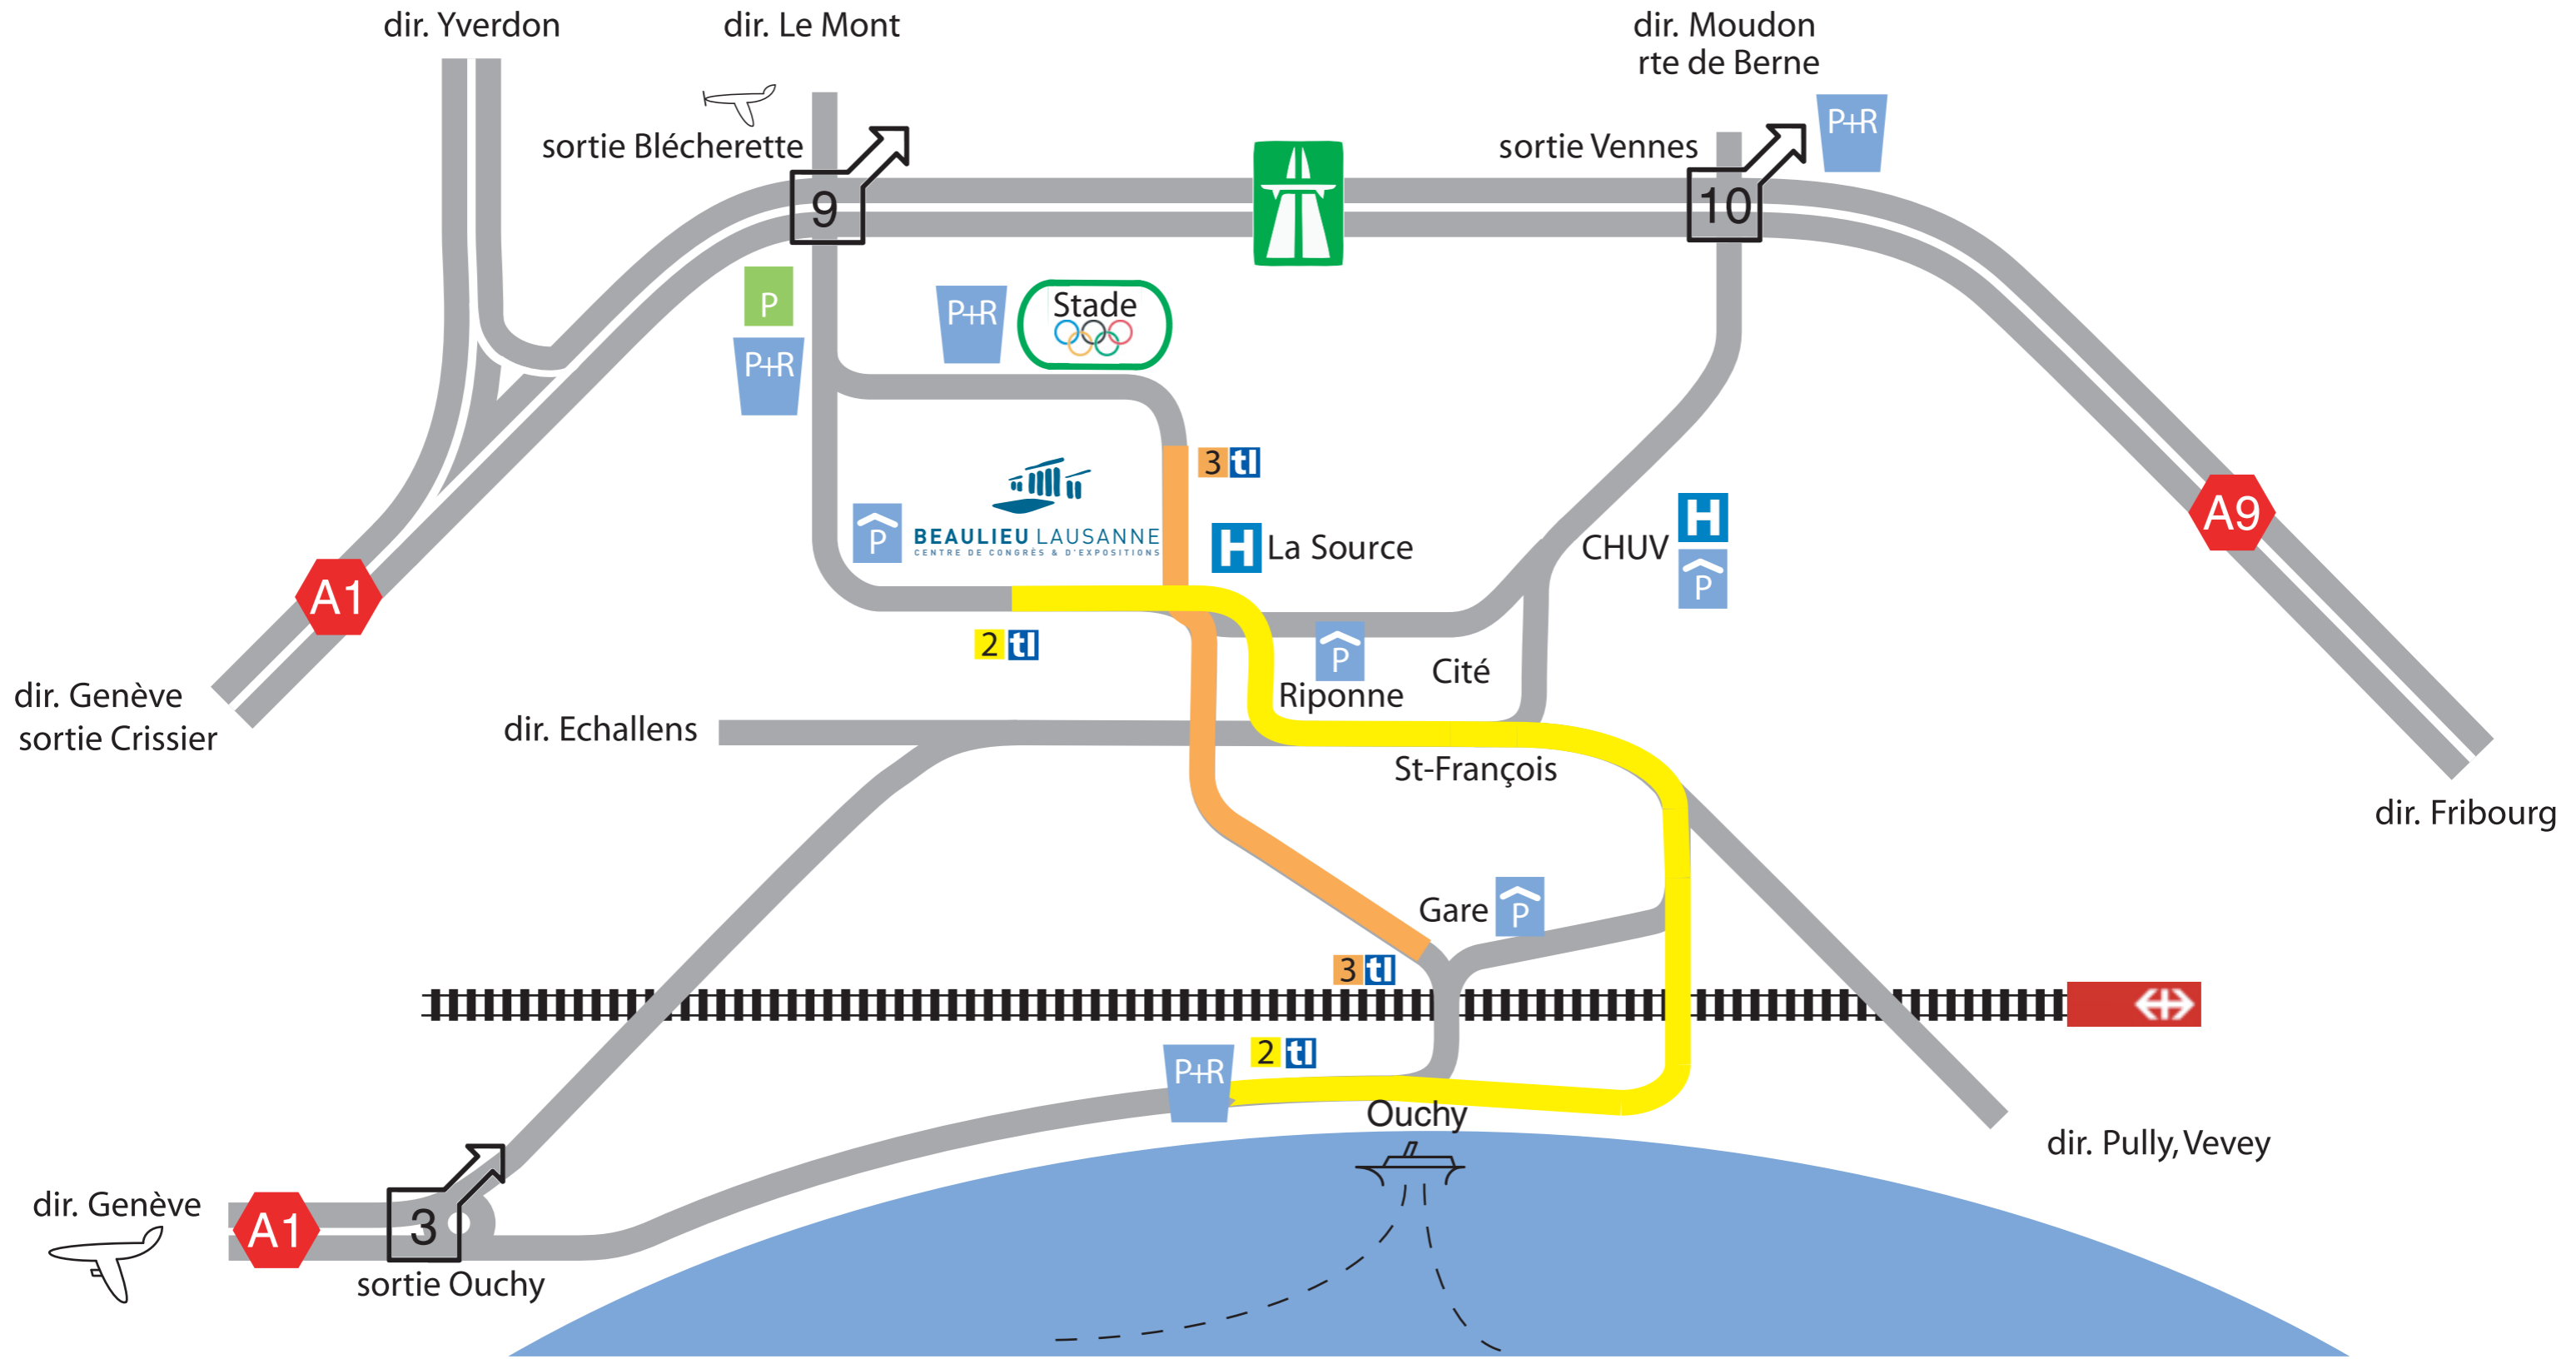 dir. Yverdon
dir. Le Mont
dir. Moudon
rte de Berne
P+R
sortie Blécherette
sortie Vennes
9
10
P
P+R
P+R
Stade
3 tl
P
BEAULIEU LAUSANNE
CENTRE DE CONGRÈS & D'EXPOSITIONS
H La Source
CHUV H
P
A9
A1
2 tl
P
Cité
Riponne
dir. Genève
sortie Crissier
dir. Echallens
St-François
dir. Fribourg
Gare P
3 tl
2 tl
P+R
Ouchy
dir. Pully, Vevey
dir. Genève
A1
3
sortie Ouchy